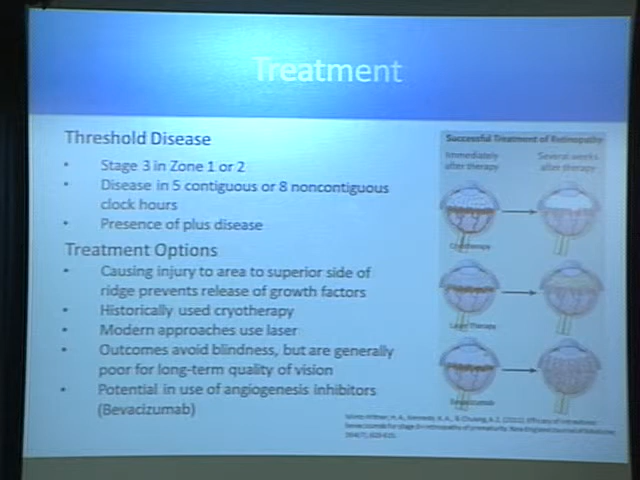 Treatment
Threshold Disease
• Stage 3 in Zone 1 or 2
• Disease in 5 contiguous or 8 noncontiguous
clock hours
• Presence of plus disease
Treatment Options
• Causing injury to area to superior side of
ridge prevents release of growth factors
• Historically used cryotherapy
• Modern approaches use laser
• Outcomes avoid blindness, but are generally
poor for long-term quality of vision
• Potential in use of angiogenesis inhibitors
(Bevacizumab)
Successful Treatment of Retinopathy
Immediately
after therapy
Several weeks
after therapy
Cryotherapy
Laser therapy
Bevacizumab